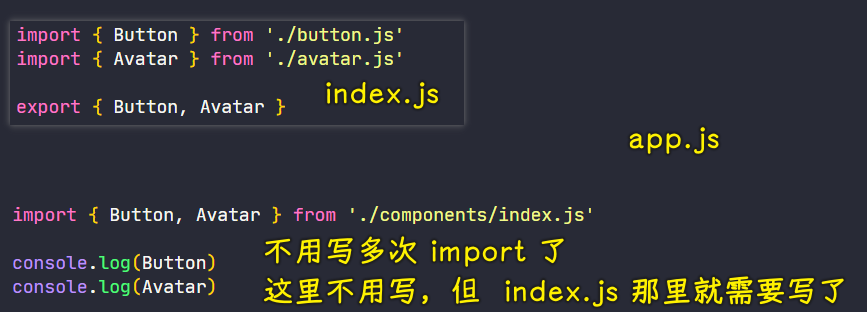 import { Button } from './button.js'
import { Avatar } from './avatar.js'
export { Button, Avatar }
index.js
app.js
import { Button, Avatar } from './components/index.js'
console.log(Button)
console.log(Avatar)
不用写多次 import 了
这里不用写，但 index.js 那里就需要写了